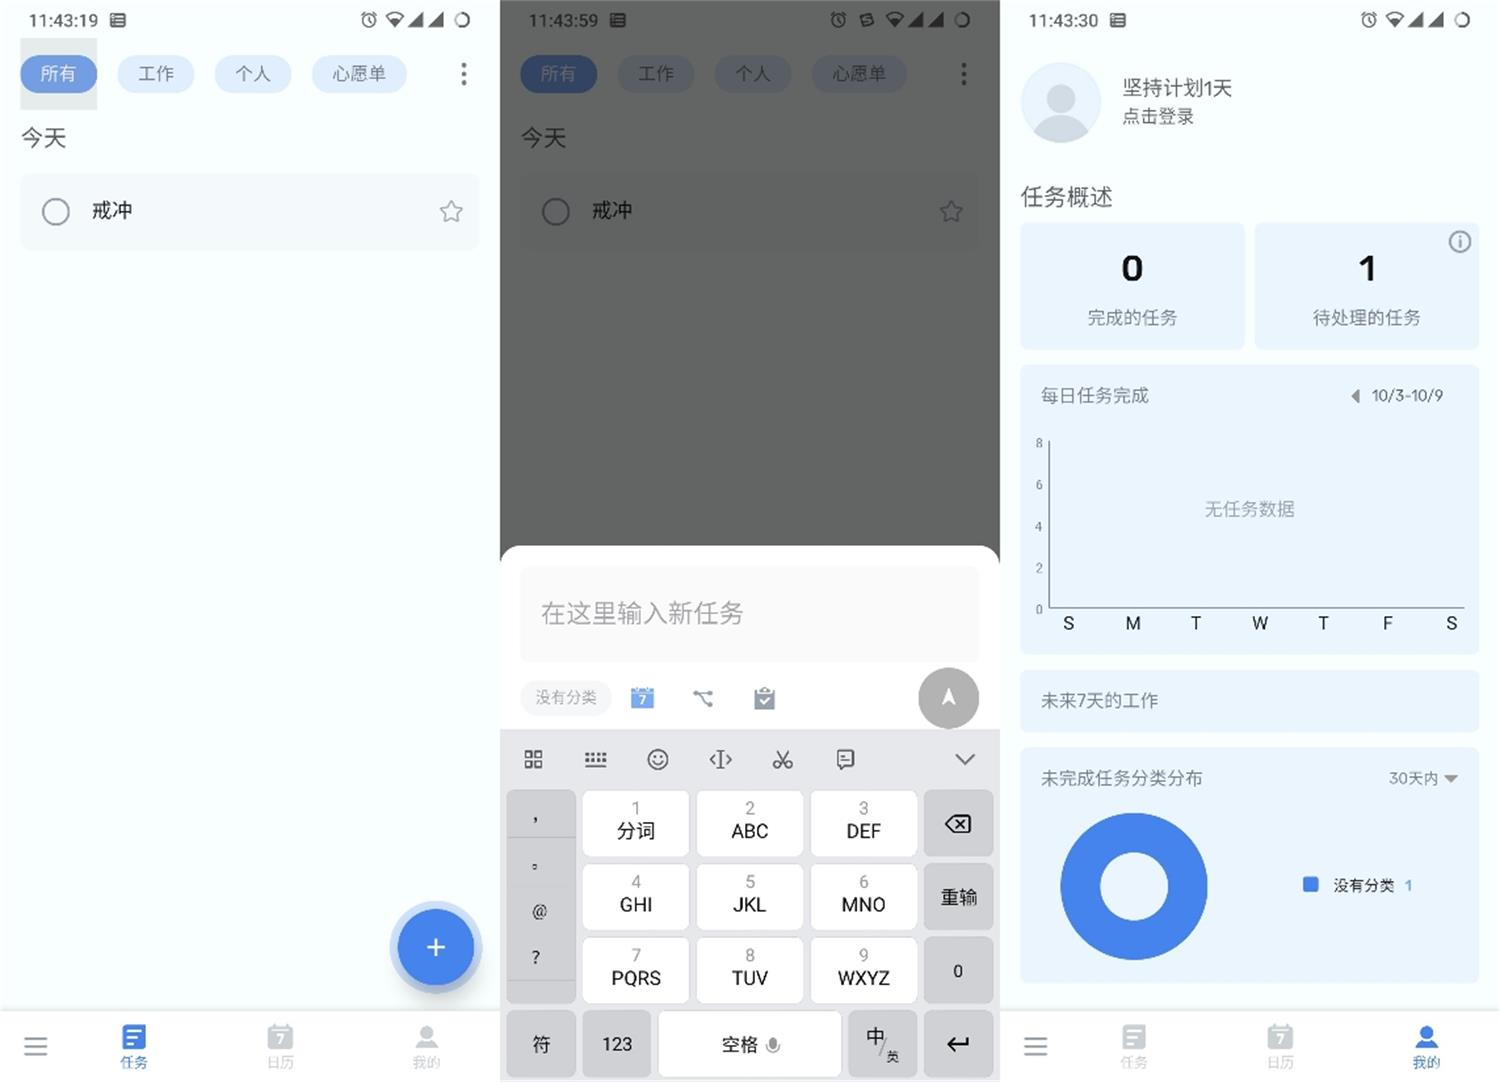 11:43:19
所有 工作 个人 心愿单
今天
戒冲
+
任务 7 日历 我的
11:43:59
所有 工作 个人 心愿单
今天
戒冲
在这里输入新任务
没有分类 7
, 1 2 3
分词 ABC DEF
。 4 5 6
@ GHI JKL MNO 重输
? 7 8 9
PQRS TUV WXYZ 0
符 123 空格 中/英
11:43:30
坚持计划1天
点击登录
任务概述
0 1
完成的任务 待处理的任务
每日任务完成 10/3-10/9
8
6
无任务数据
4
2
0
S M T W T F S
未来7天的工作
未完成任务分类分布 30天内
没有分类 1
任务 7 日历 我的